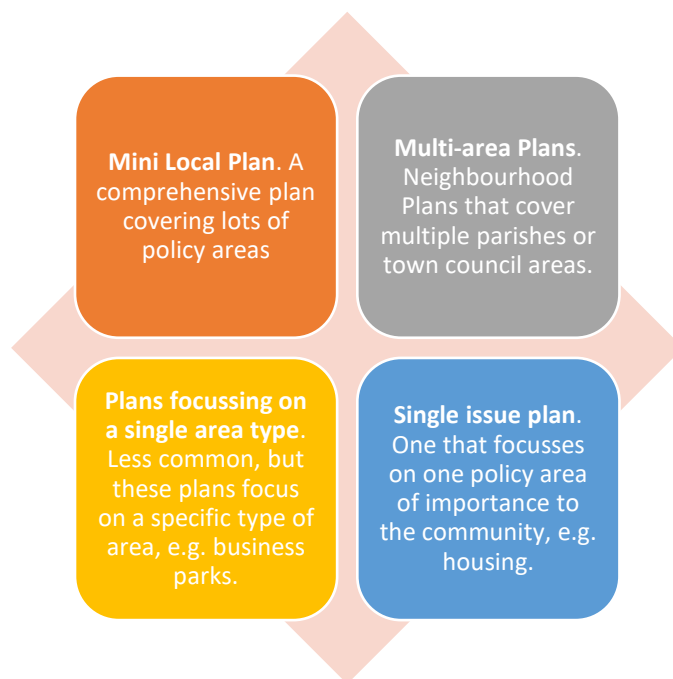 Mini Local Plan. A
comprehensive plan
covering lots of
policy areas
Multi-area Plans.
Neighbourhood
Plans that cover
multiple parishes or
town council areas.
Plans focussing on
a single area type.
Less common, but
these plans focus
on a specific type of
area, e.g. business
parks.
Single issue plan.
One that focusses
on one policy area
of importance to
the community, e.g.
housing.